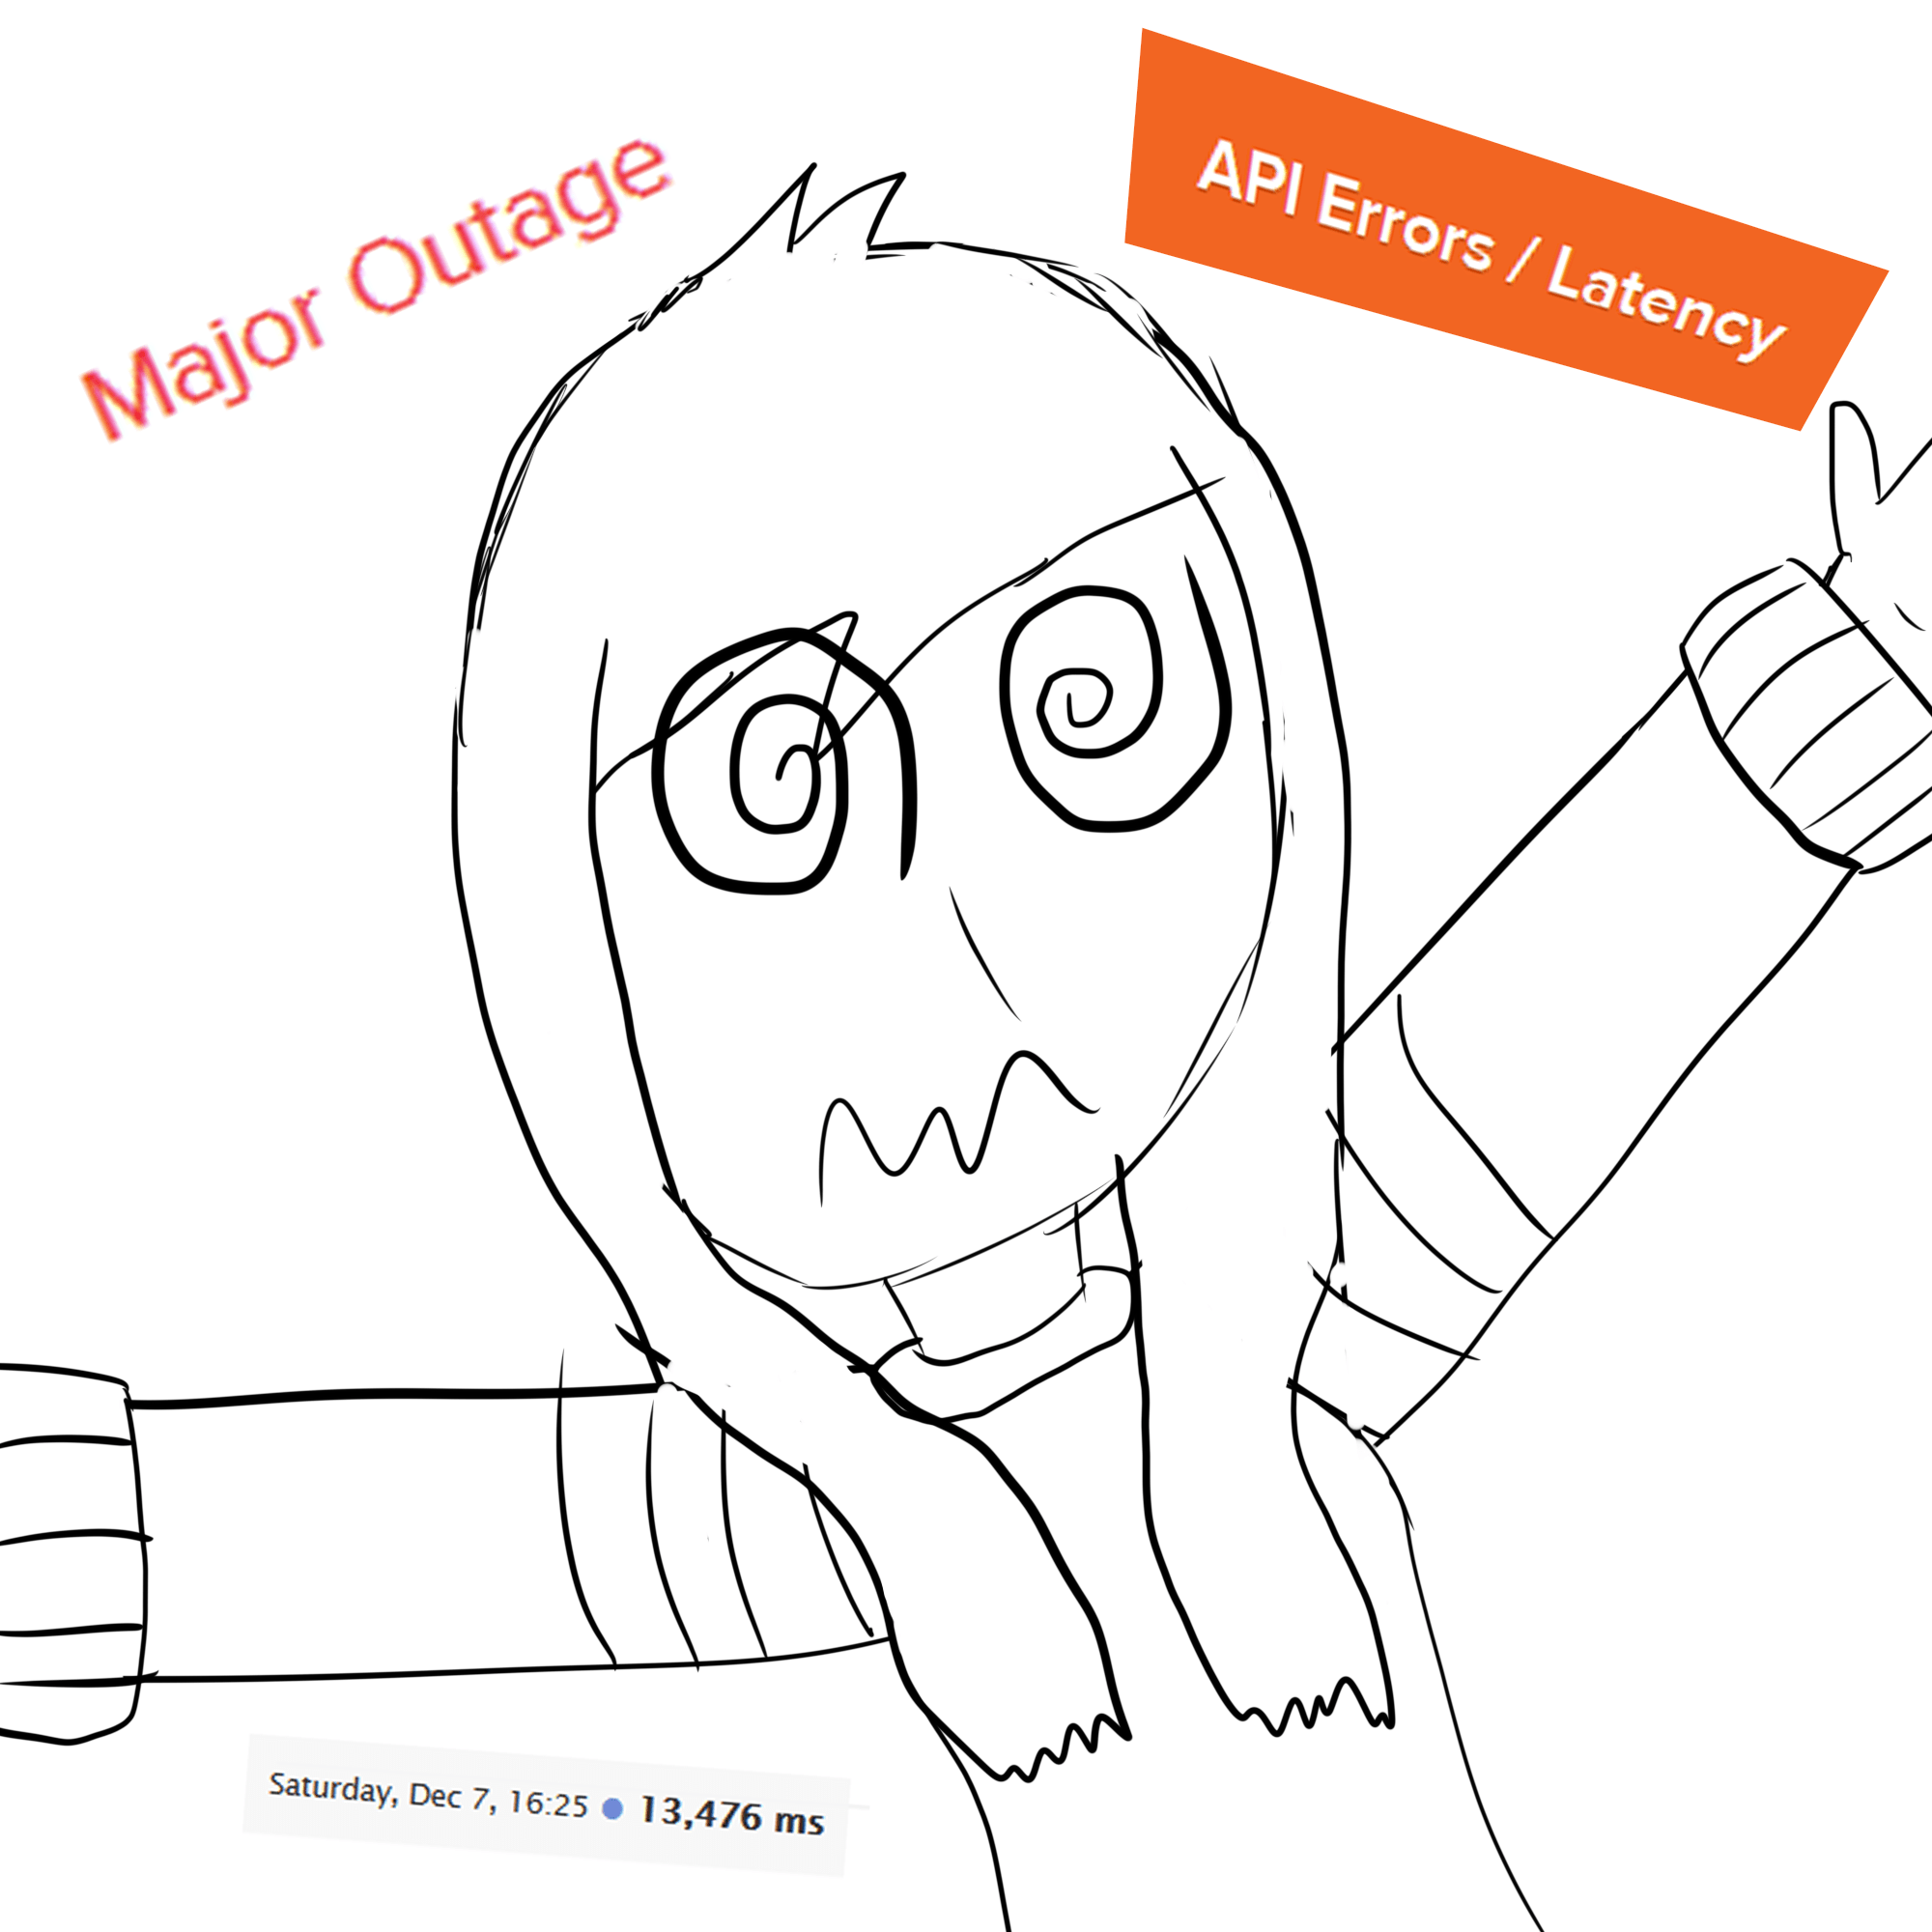 Major Outage
API Errors / Latency
Saturday, Dec 7, 16:25 ● 13,476 ms